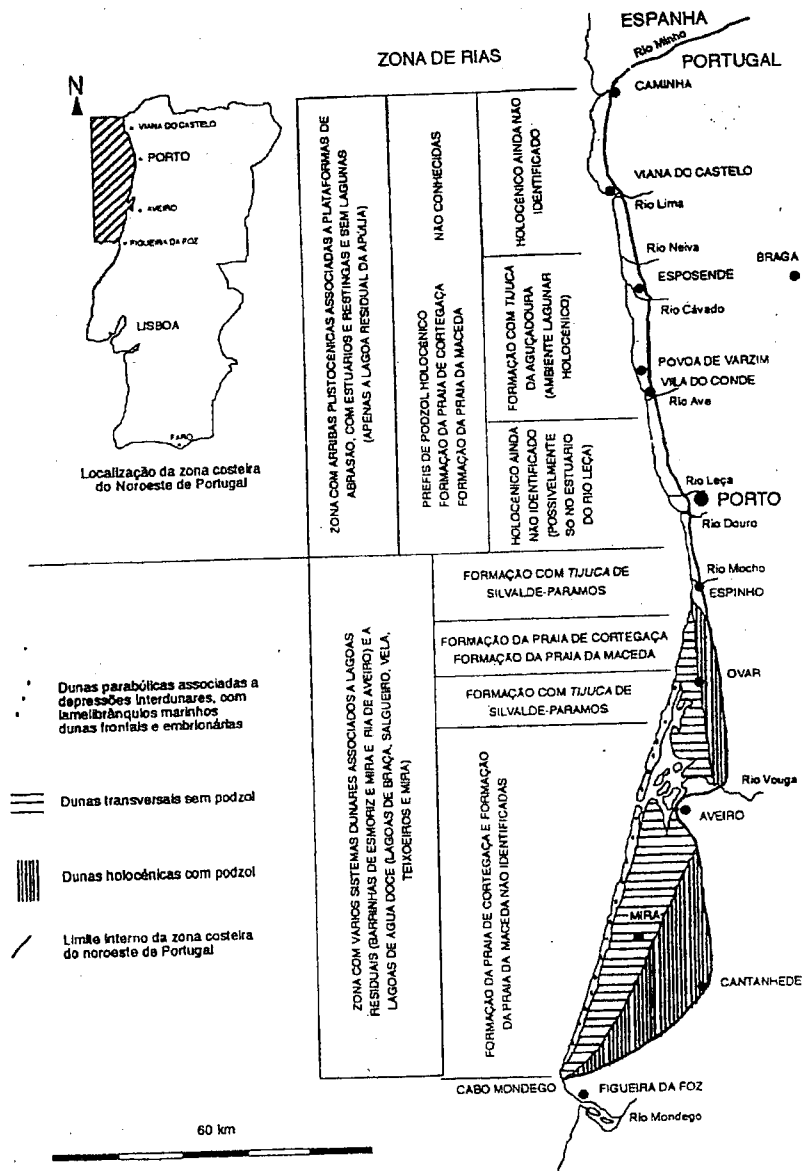 ESPANHA
Rio Minho
PORTUGAL
ZONA DE RIAS
CAMINHA
N
VIANA DO CASTELO
PORTO
AVEIRO
FIGUEIRA DA FOZ
LISBOA
FARO
Localização da zona costeira
do Noroeste de Portugal
ZONA COM ARRIBAS PLISTOCÉNICAS ASSOCIADAS A PLATAFORMAS DE
ABRASÃO, COM ESTUÁRIOS E RESTINGAS E SEM LAGUNAS
(APENAS A LAGOA RESIDUAL DA APÚLIA)
NÃO CONHECIDAS
PREFIS DE PODZOL HOLOCÉNICO
FORMAÇÃO DA PRAIA DE CORTEGAÇA
FORMAÇÃO DA PRAIA DA MACEDA
HOLOCÉNICO AINDA NÃO
IDENTIFICADO
FORMAÇÃO COM TIJUCA
DA AGUÇADOURA
(AMBIENTE LAGUNAR
HOLOCÉNICO)
HOLOCÉNICO AINDA
NÃO IDENTIFICADO
(POSSIVELMENTE
SO NO ESTUÁRIO
DO RIO LEÇA)
VIANA DO CASTELO
Rio Lima
Rio Neiva
BRAGA
ESPOSENDE
Rio Cávado
POVOA DE VARZIM
VILA DO CONDE
Rio Ave
Rio Leça
PORTO
Rio Douro
Rio Mocho
ESPINHO
OVAR
Rio Vouga
AVEIRO
MIRA
CANTANHEDE
CABO MONDEGO
FIGUEIRA DA FOZ
Rio Mondego
ZONA COM VÁRIOS SISTEMAS DUNARES ASSOCIADOS A LAGOAS
RESIDUAIS (BARRINHAS DE ESMORIZ E MIRA E RIA DE AVEIRO) E A
LAGOAS DE AGUA DOCE (LAGOAS DE BRAÇA, SALGUEIRO, VELA,
TEIXOEIROS E MIRA)
FORMAÇÃO COM TIJUCA DE
SILVALDE-PARAMOS
FORMAÇÃO DA PRAIA DE CORTEGAÇA
FORMAÇÃO DA PRAIA DA MACEDA
FORMAÇÃO COM TIJUCA DE
SILVALDE-PARAMOS
FORMAÇÃO DA PRAIA DE CORTEGAÇA E FORMAÇÃO
DA PRAIA DA MACEDA NÃO IDENTIFICADAS
Dunas parabólicas associadas a
depressões interdunares, com
lamelibrânquios marinhos
dunas frontais e embrionárias
Dunas transversais sem podzol
Dunas holocénicas com podzol
Limite interno da zona costeira
do noroeste de Portugal
60 km